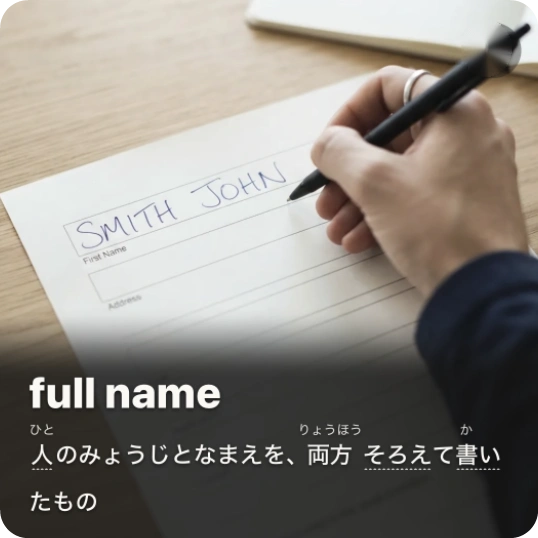 SMITH JOHN
First Name
Address
full name
ひと りょうほう か
人のみょうじとなまえを、両方 そろえて書い
たもの